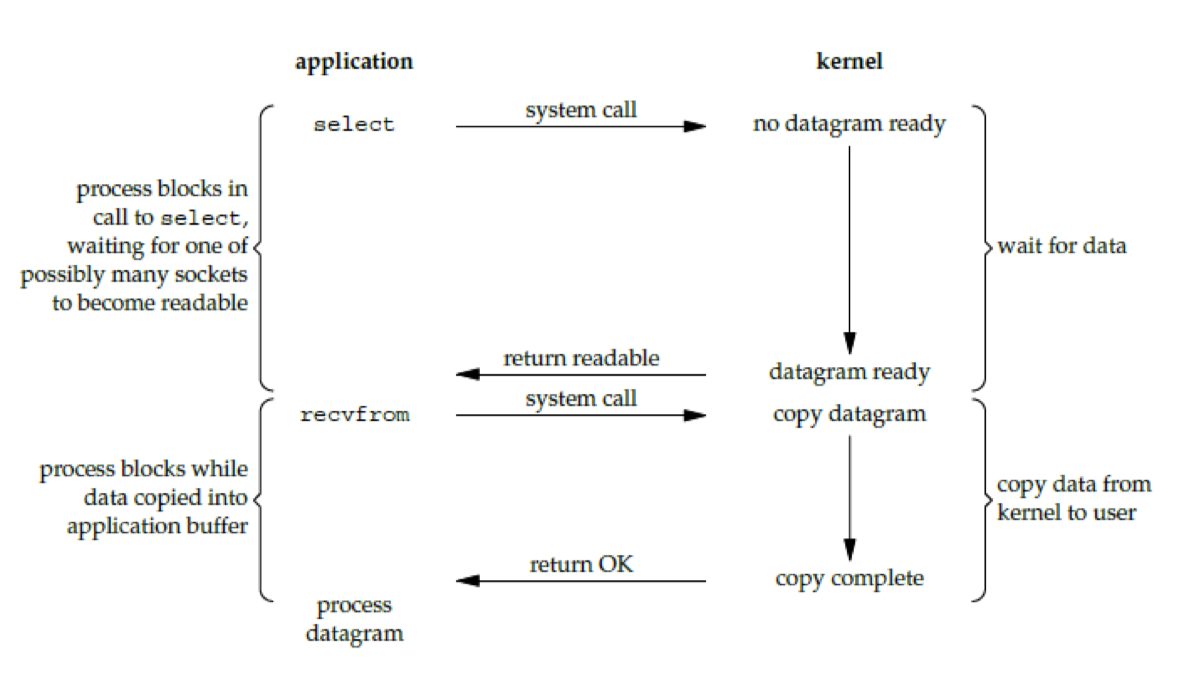 application
kernel
select
system call
no datagram ready
process blocks in
call to select,
waiting for one of
possibly many sockets
to become readable
wait for data
return readable
datagram ready
recvfrom
system call
copy datagram
process blocks while
data copied into
application buffer
copy data from
kernel to user
return OK
copy complete
process
datagram